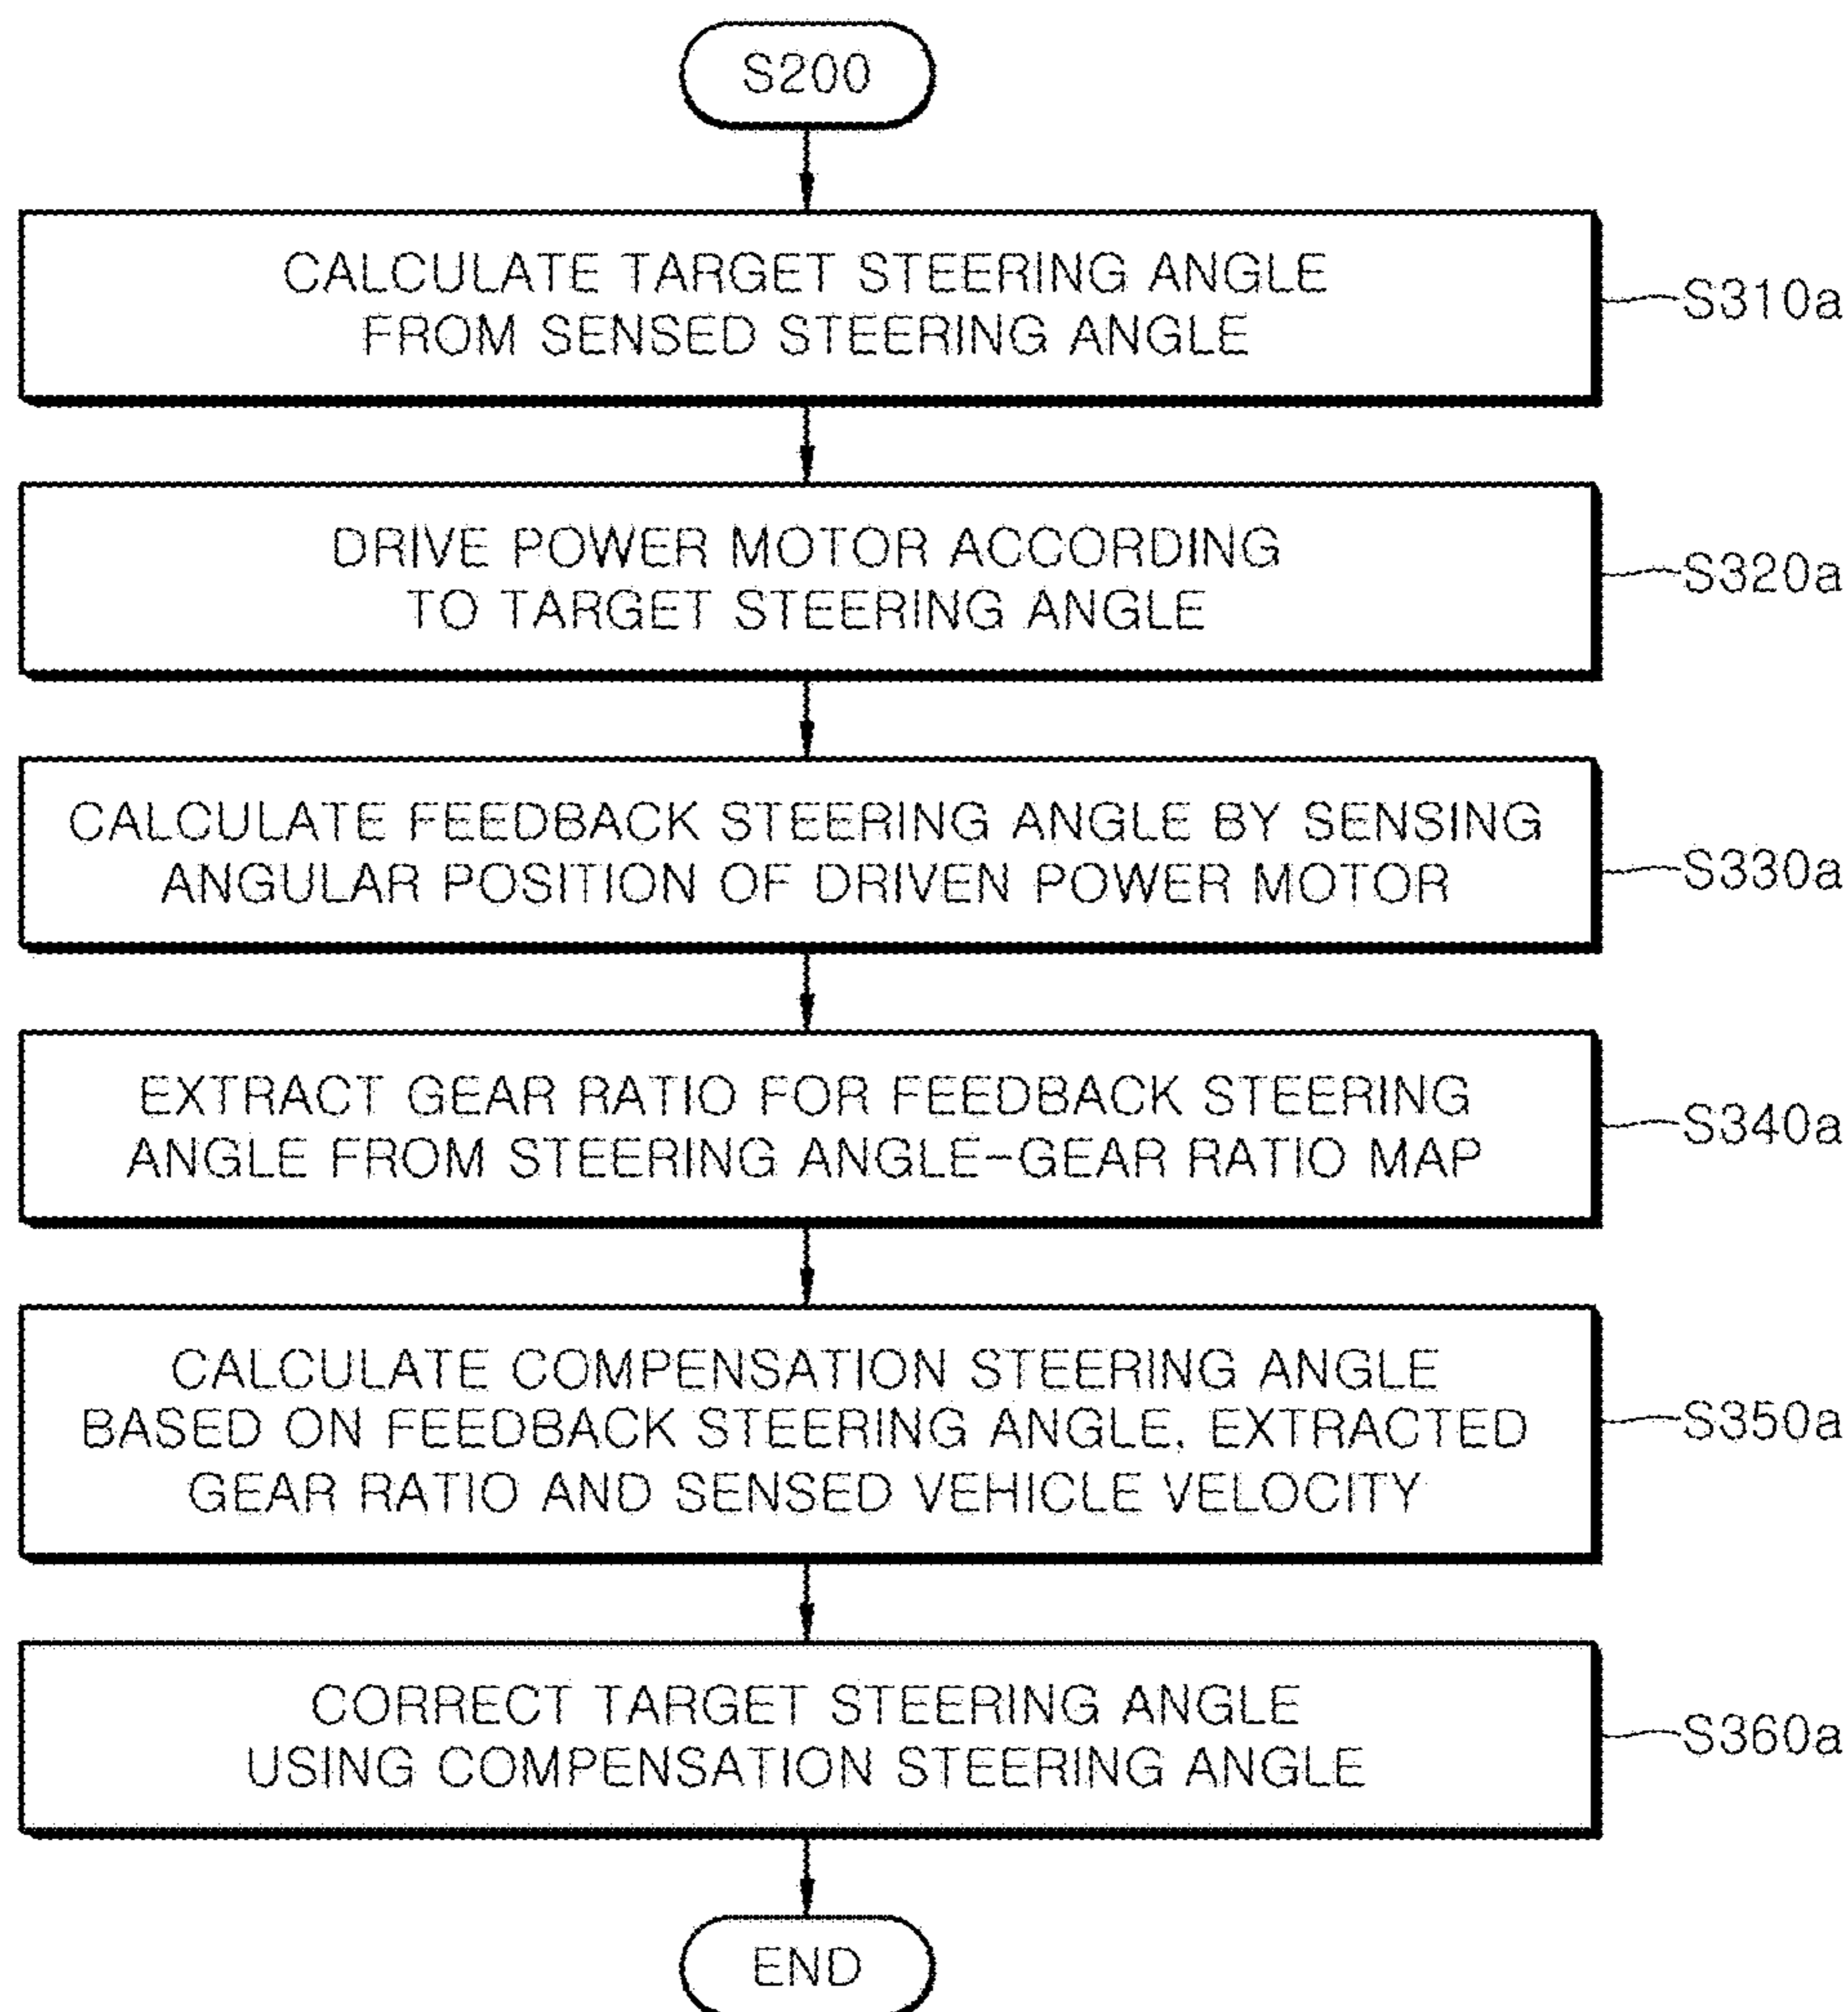 S200
CALCULATE TARGET STEERING ANGLE
FROM SENSED STEERING ANGLE
S310a
DRIVE POWER MOTOR ACCORDING
TO TARGET STEERING ANGLE
S320a
CALCULATE FEEDBACK STEERING ANGLE BY SENSING
ANGULAR POSITION OF DRIVEN POWER MOTOR
S330a
EXTRACT GEAR RATIO FOR FEEDBACK STEERING
ANGLE FROM STEERING ANGLE-GEAR RATIO MAP
S340a
CALCULATE COMPENSATION STEERING ANGLE
BASED ON FEEDBACK STEERING ANGLE, EXTRACTED
GEAR RATIO AND SENSED VEHICLE VELOCITY
S350a
CORRECT TARGET STEERING ANGLE
USING COMPENSATION STEERING ANGLE
S360a
END